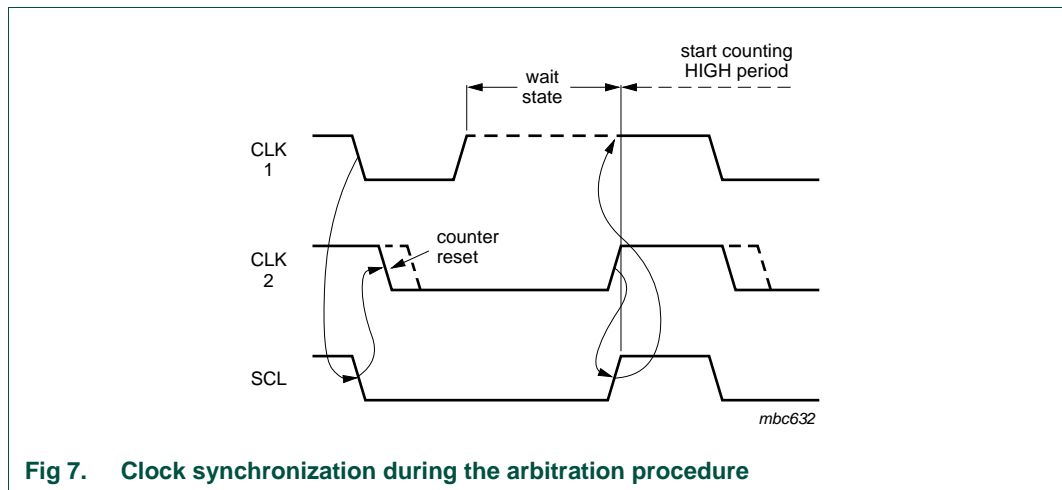 start counting
HIGH period
wait
state
CLK
1
counter
reset
CLK
2
SCL
mbc632
Fig 7. Clock synchronization during the arbitration procedure